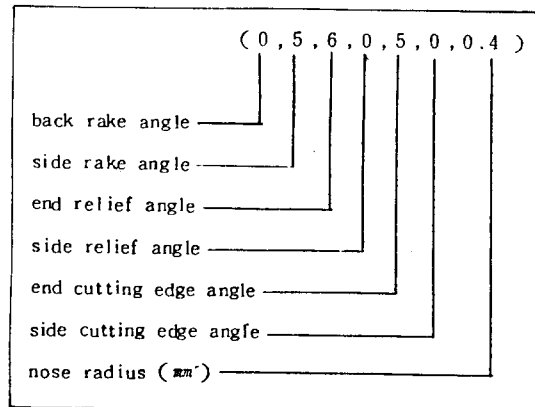 (0,5,6,0,5,0,0.4)
back rake angle
side rake angle
end relief angle
side relief angle
end cutting edge angle
side cutting edge angle
nose radius (mm)